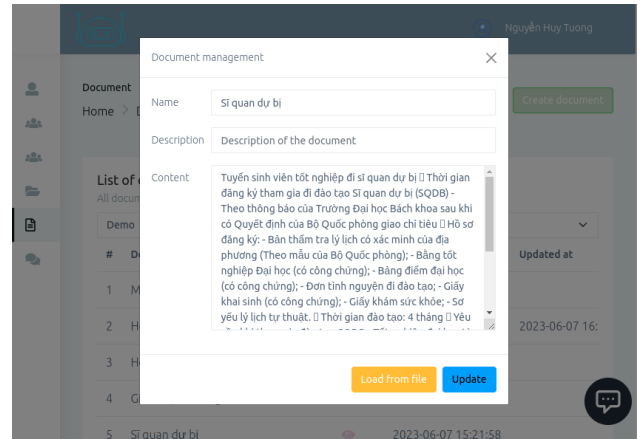 Nguyễn Huy Tuong
Document management
Document
Home >
Create document
Name
Sĩ quan dự bị
Description
Description of the document
Content
Tuyển sinh viên tốt nghiệp đi sĩ quan dự bị Thời gian
đăng ký tham gia đi đào tạo Sĩ quan dự bị (SQDB) -
Theo thông báo của Trường Đại học Bách khoa sau khi
có Quyết định của Bộ Quốc phòng giao chỉ tiêu Hồ sơ
đăng ký: - Bản thẩm tra lý lịch có xác minh của địa
phương (Theo mẫu của Bộ Quốc phòng); - Bằng tốt
nghiệp Đại học (có công chứng); - Bảng điểm đại học
(có công chứng); - Đơn tình nguyện đi đào tạo; - Giấy
khai sinh (có công chứng); - Giấy khám sức khỏe; - Sơ
yếu lý lịch tự thuật. Thời gian đào tạo: 4 tháng Yêu
Load from file
Update
List of
All docum
Demo
#
Updated at
1 M
2 H 2023-06-07 16:
3 H
4 G
5 Sĩ quan dự bị 2023-06-07 15:21:58